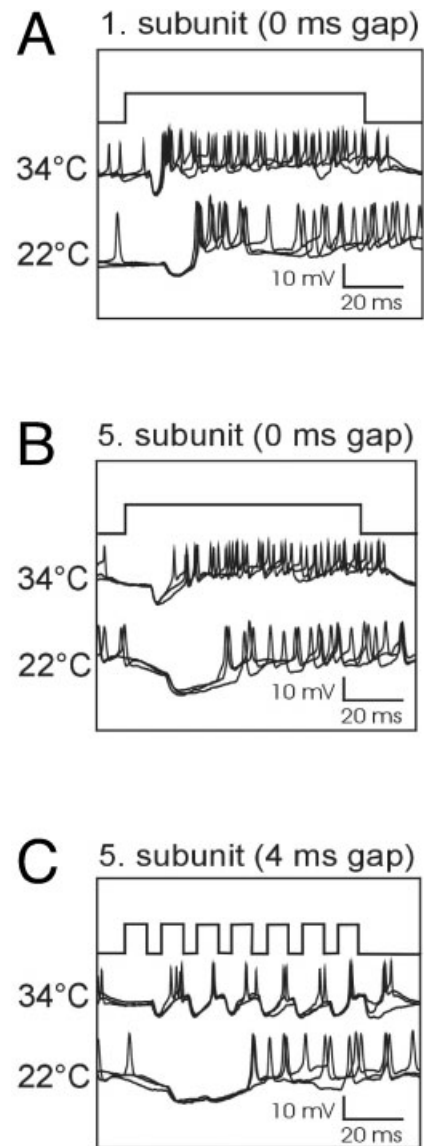 A
1. subunit (0 ms gap)
34°C
22°C
10 mV
20 ms
B
5. subunit (0 ms gap)
34°C
22°C
10 mV
20 ms
C
5. subunit (4 ms gap)
34°C
22°C
10 mV
20 ms